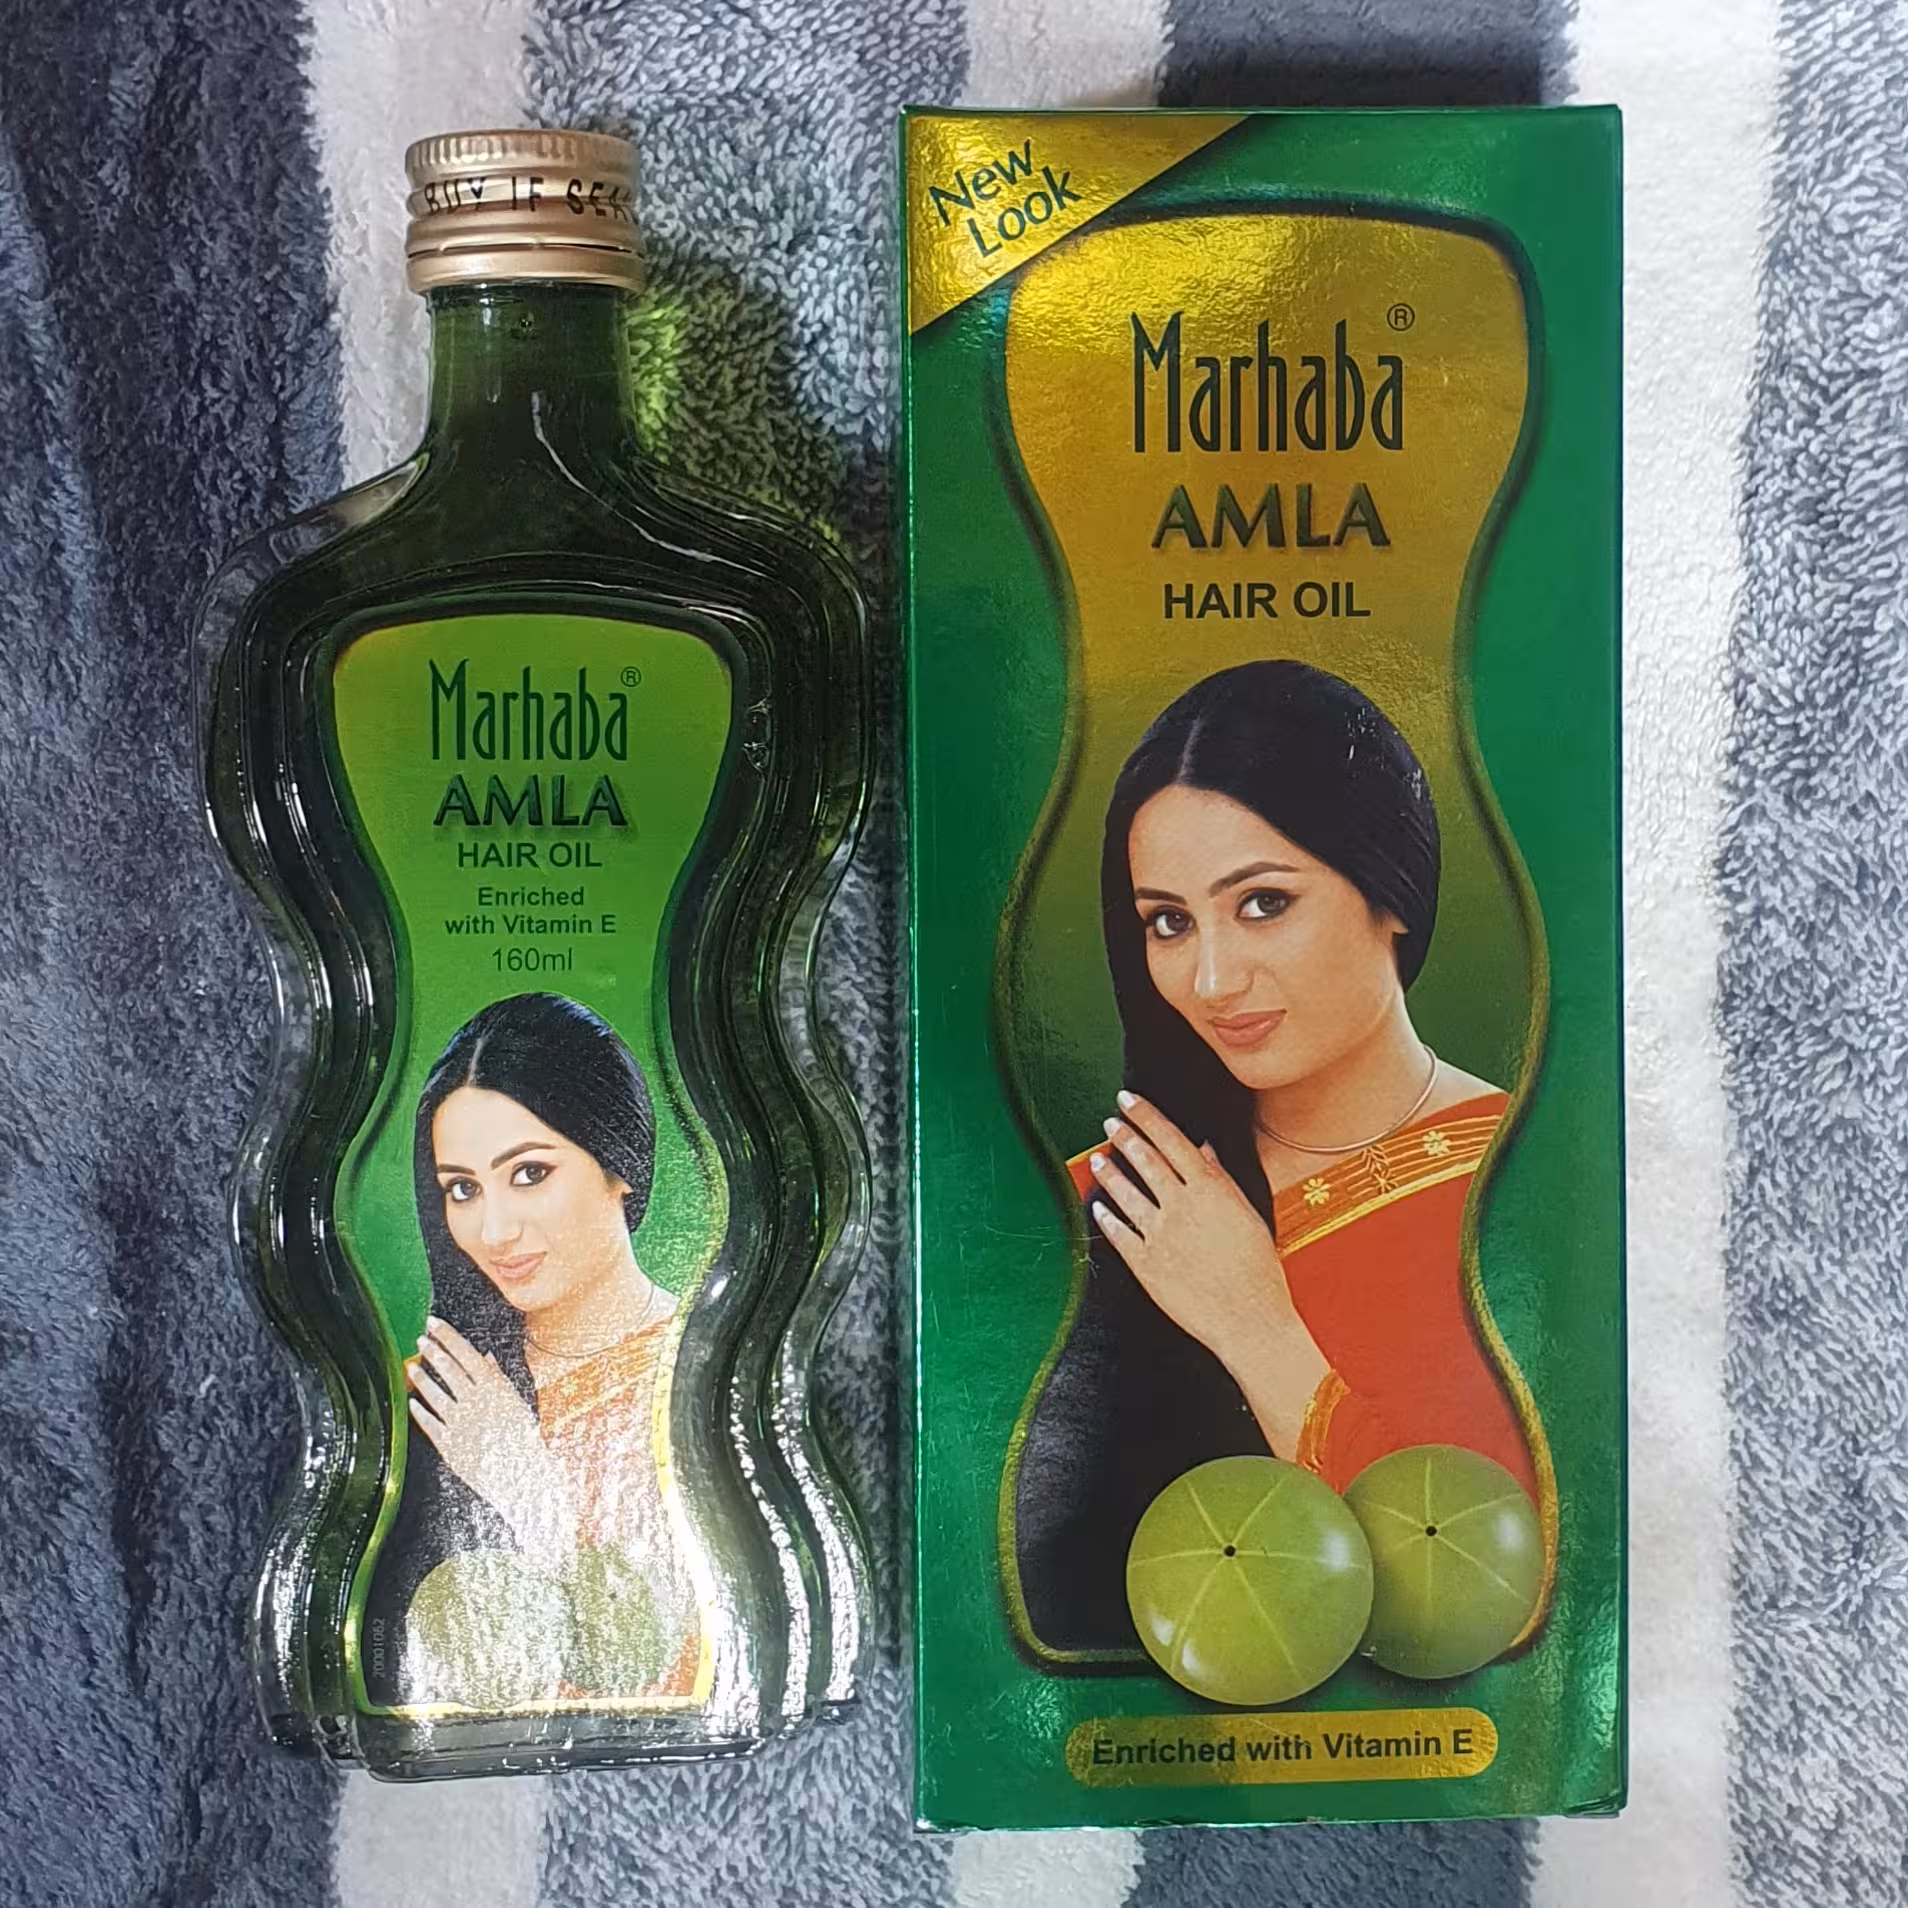 BUY IF SEA
Marhaba®
AMLA
HAIR OIL
Enriched
with Vitamin E
160ml
20001062
New
Look
Marhaba®
AMLA
HAIR OIL
Enriched with Vitamin E